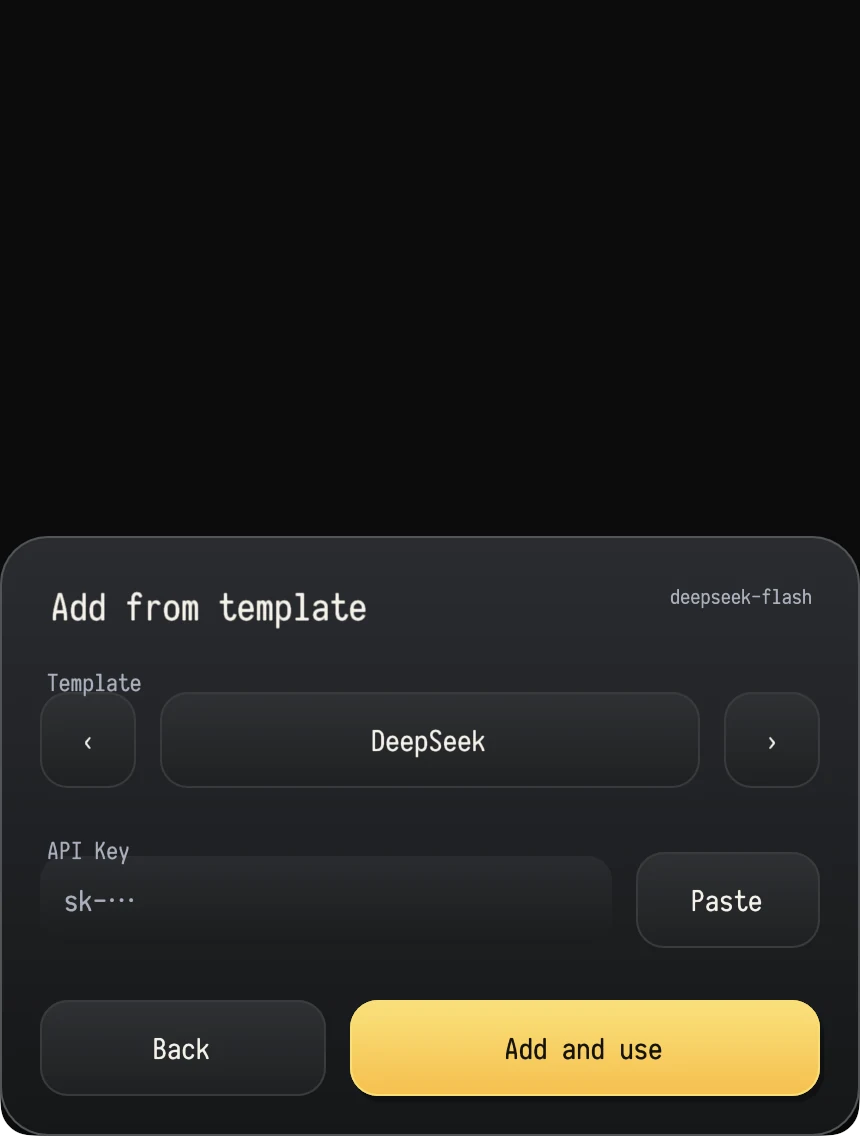 Add from template
deepseek-flash
Template
‹
DeepSeek
›
API Key
sk-···
Paste
Back
Add and use